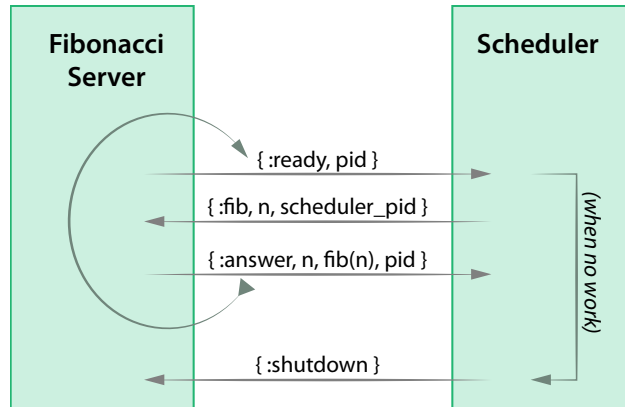 Fibonacci
Server
Scheduler
{ :ready, pid }
{ :fib, n, scheduler_pid }
{ :answer, n, fib(n), pid }
(when no work)
{ :shutdown }